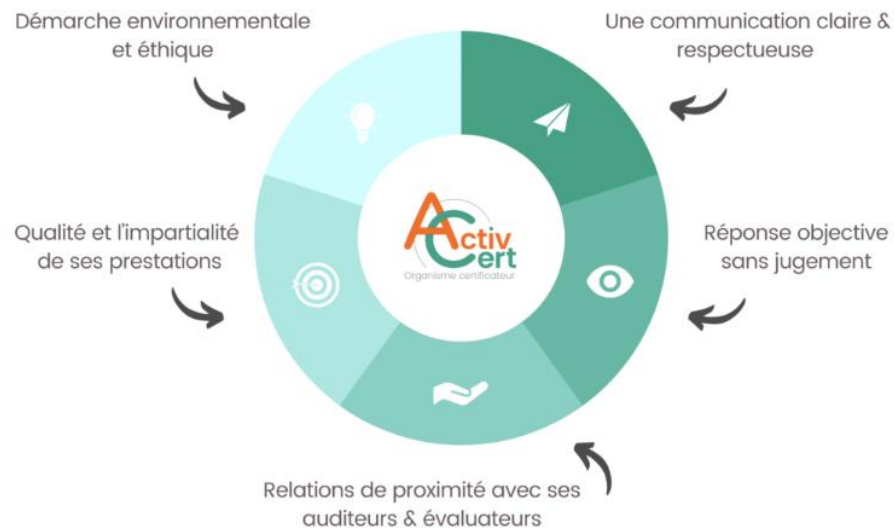 Démarche environnementale
et éthique
Une communication claire &
respectueuse
Qualité et l'impartialité
de ses prestations
Activ
Cert
Organisme certificateur
Réponse objective
sans jugement
Relations de proximité avec ses
auditeurs & évaluateurs